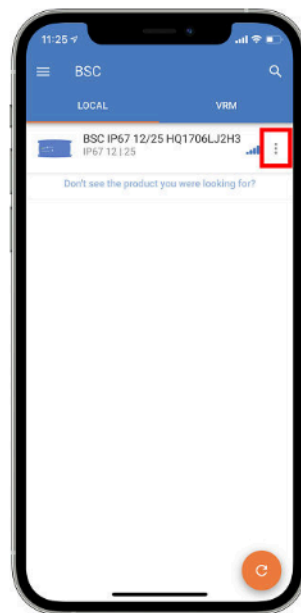 11:25
BSC
LOCAL VRM
BSC IP67 12/25 HQ1706LJ2H3
IP67 12 | 25
Don't see the product you were looking for?